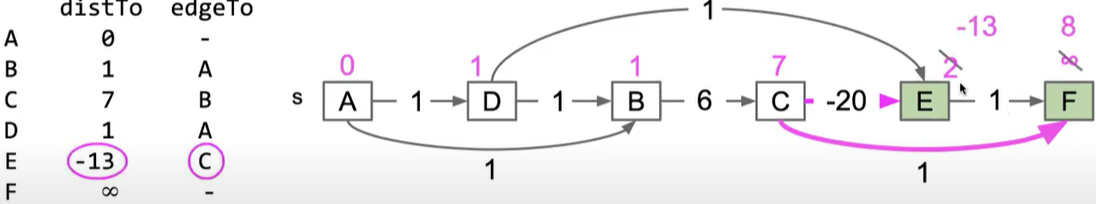 distTo edgeTo
A 0 -
B 1 A
C 7 B
D 1 A
E -13 C
F ∞ -
1
-13 8
0 1 1 7 2 ∞
s A 1 D 1 B 6 C -20 E 1 F
1 1